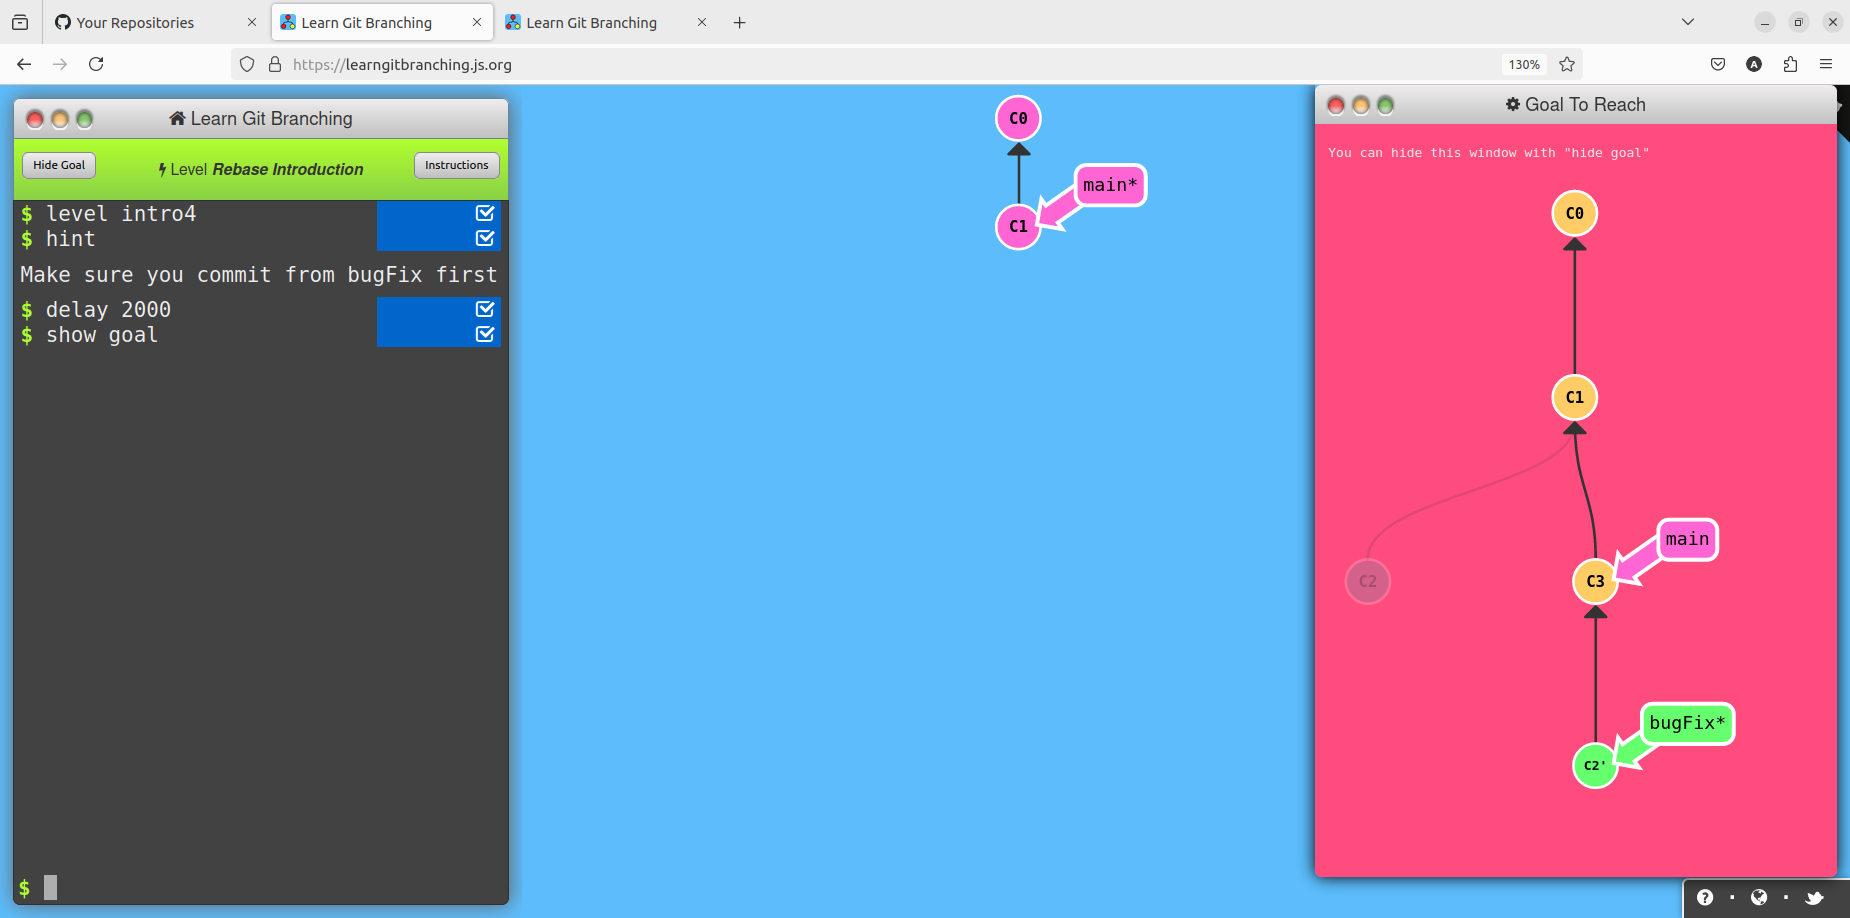 Your Repositories
Learn Git Branching
Learn Git Branching
https://learngitbranching.js.org
130%
A
Learn Git Branching
Hide Goal
Level Rebase Introduction
Instructions
$ level intro4
$ hint
Make sure you commit from bugFix first
$ delay 2000
$ show goal
$
C0
main*
C1
Goal To Reach
You can hide this window with "hide goal"
C0
C1
main
C2
C3
bugFix*
C2'
?